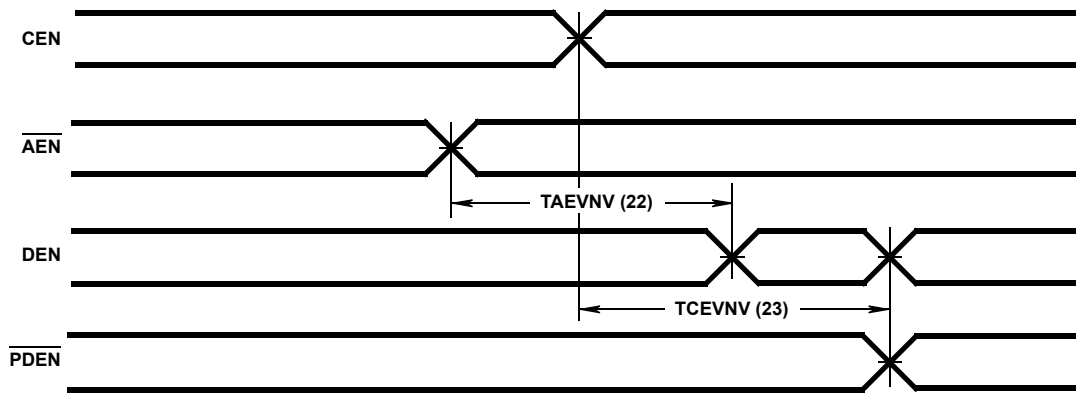 CEN
AEN
TAEVNV (22)
DEN
TCEVNV (23)
PDEN